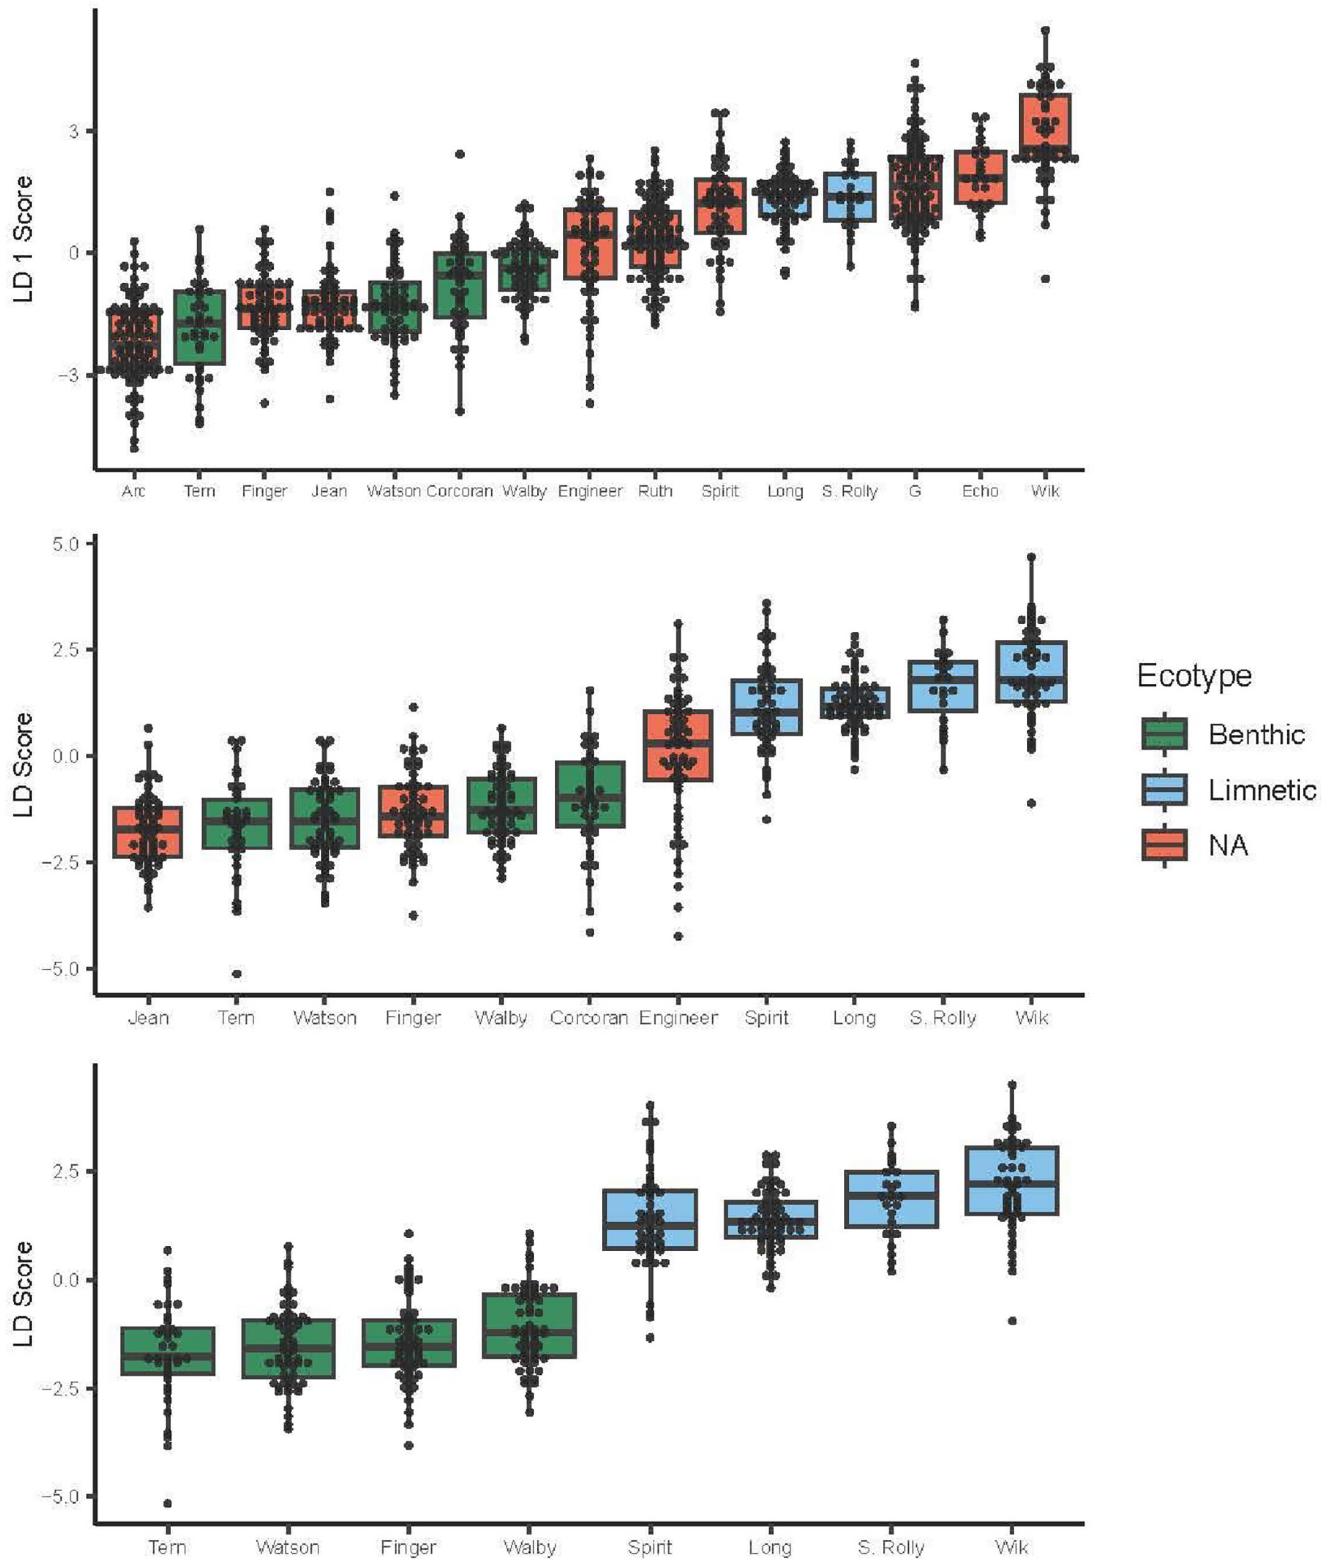 LD 1 Score
3
0
−3
Arc Tern Finger Jean Watson Corcoran Walby Engineer Ruth Spirit Long S. Rolly G Echo Wik
LD Score
5.0
2.5
0.0
−2.5
−5.0
Jean Tern Watson Finger Walby Corcoran Engineer Spirit Long S. Rolly Wik
Ecotype
Benthic
Limnetic
NA
LD Score
2.5
0.0
−2.5
−5.0
Tern Watson Finger Walby Spirit Long S. Rolly Wik